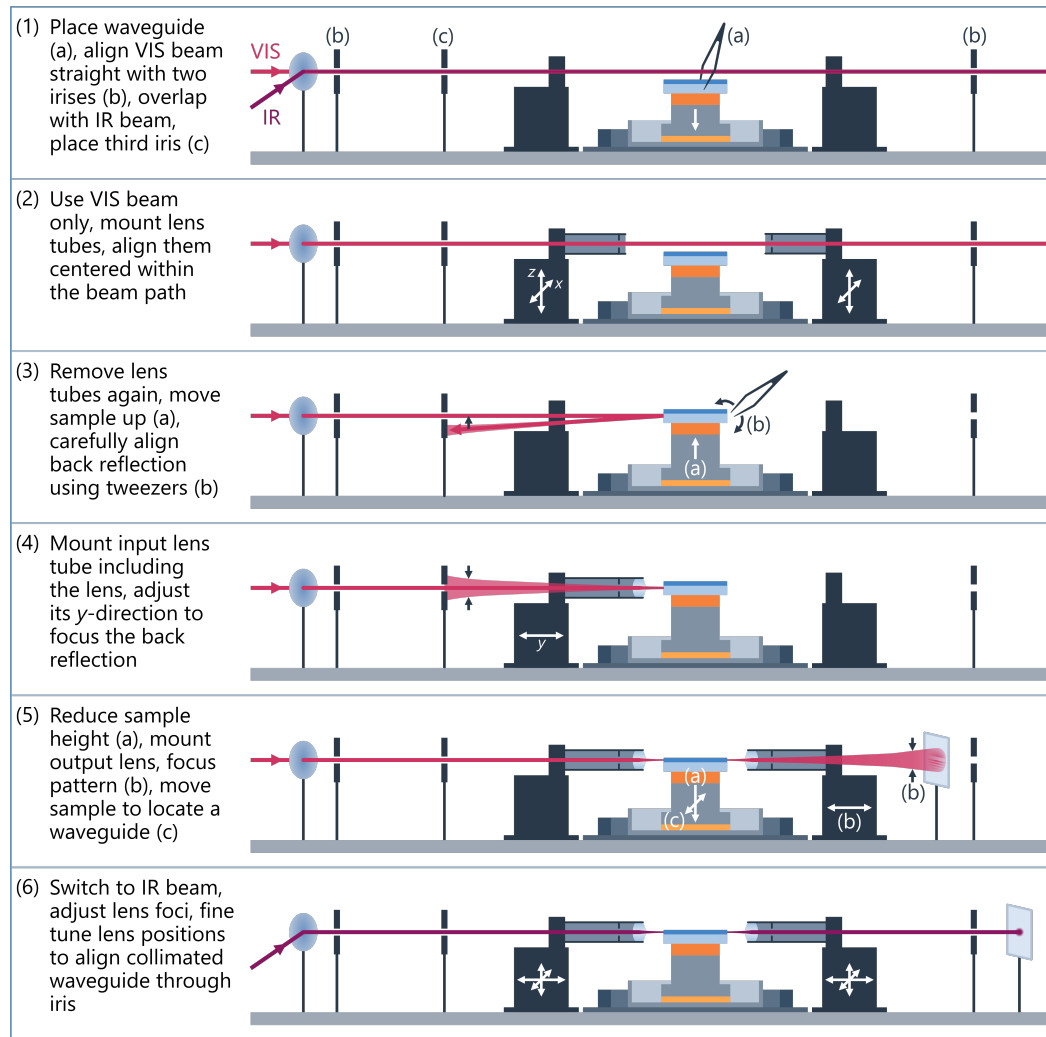 (1) Place waveguide
(a), align VIS beam
straight with two
irises (b), overlap
with IR beam,
place third iris (c)
VIS
IR
(b)
(c)
(a)
(b)
(2) Use VIS beam
only, mount lens
tubes, align them
centered within
the beam path
z
x
(3) Remove lens
tubes again, move
sample up (a),
carefully align
back reflection
using tweezers (b)
(b)
(a)
(4) Mount input lens
tube including
the lens, adjust
its y-direction to
focus the back
reflection
y
(5) Reduce sample
height (a), mount
output lens, focus
pattern (b), move
sample to locate a
waveguide (c)
(a)
(c)
(b)
(b)
(6) Switch to IR beam,
adjust lens foci, fine
tune lens positions
to align collimated
waveguide through
iris